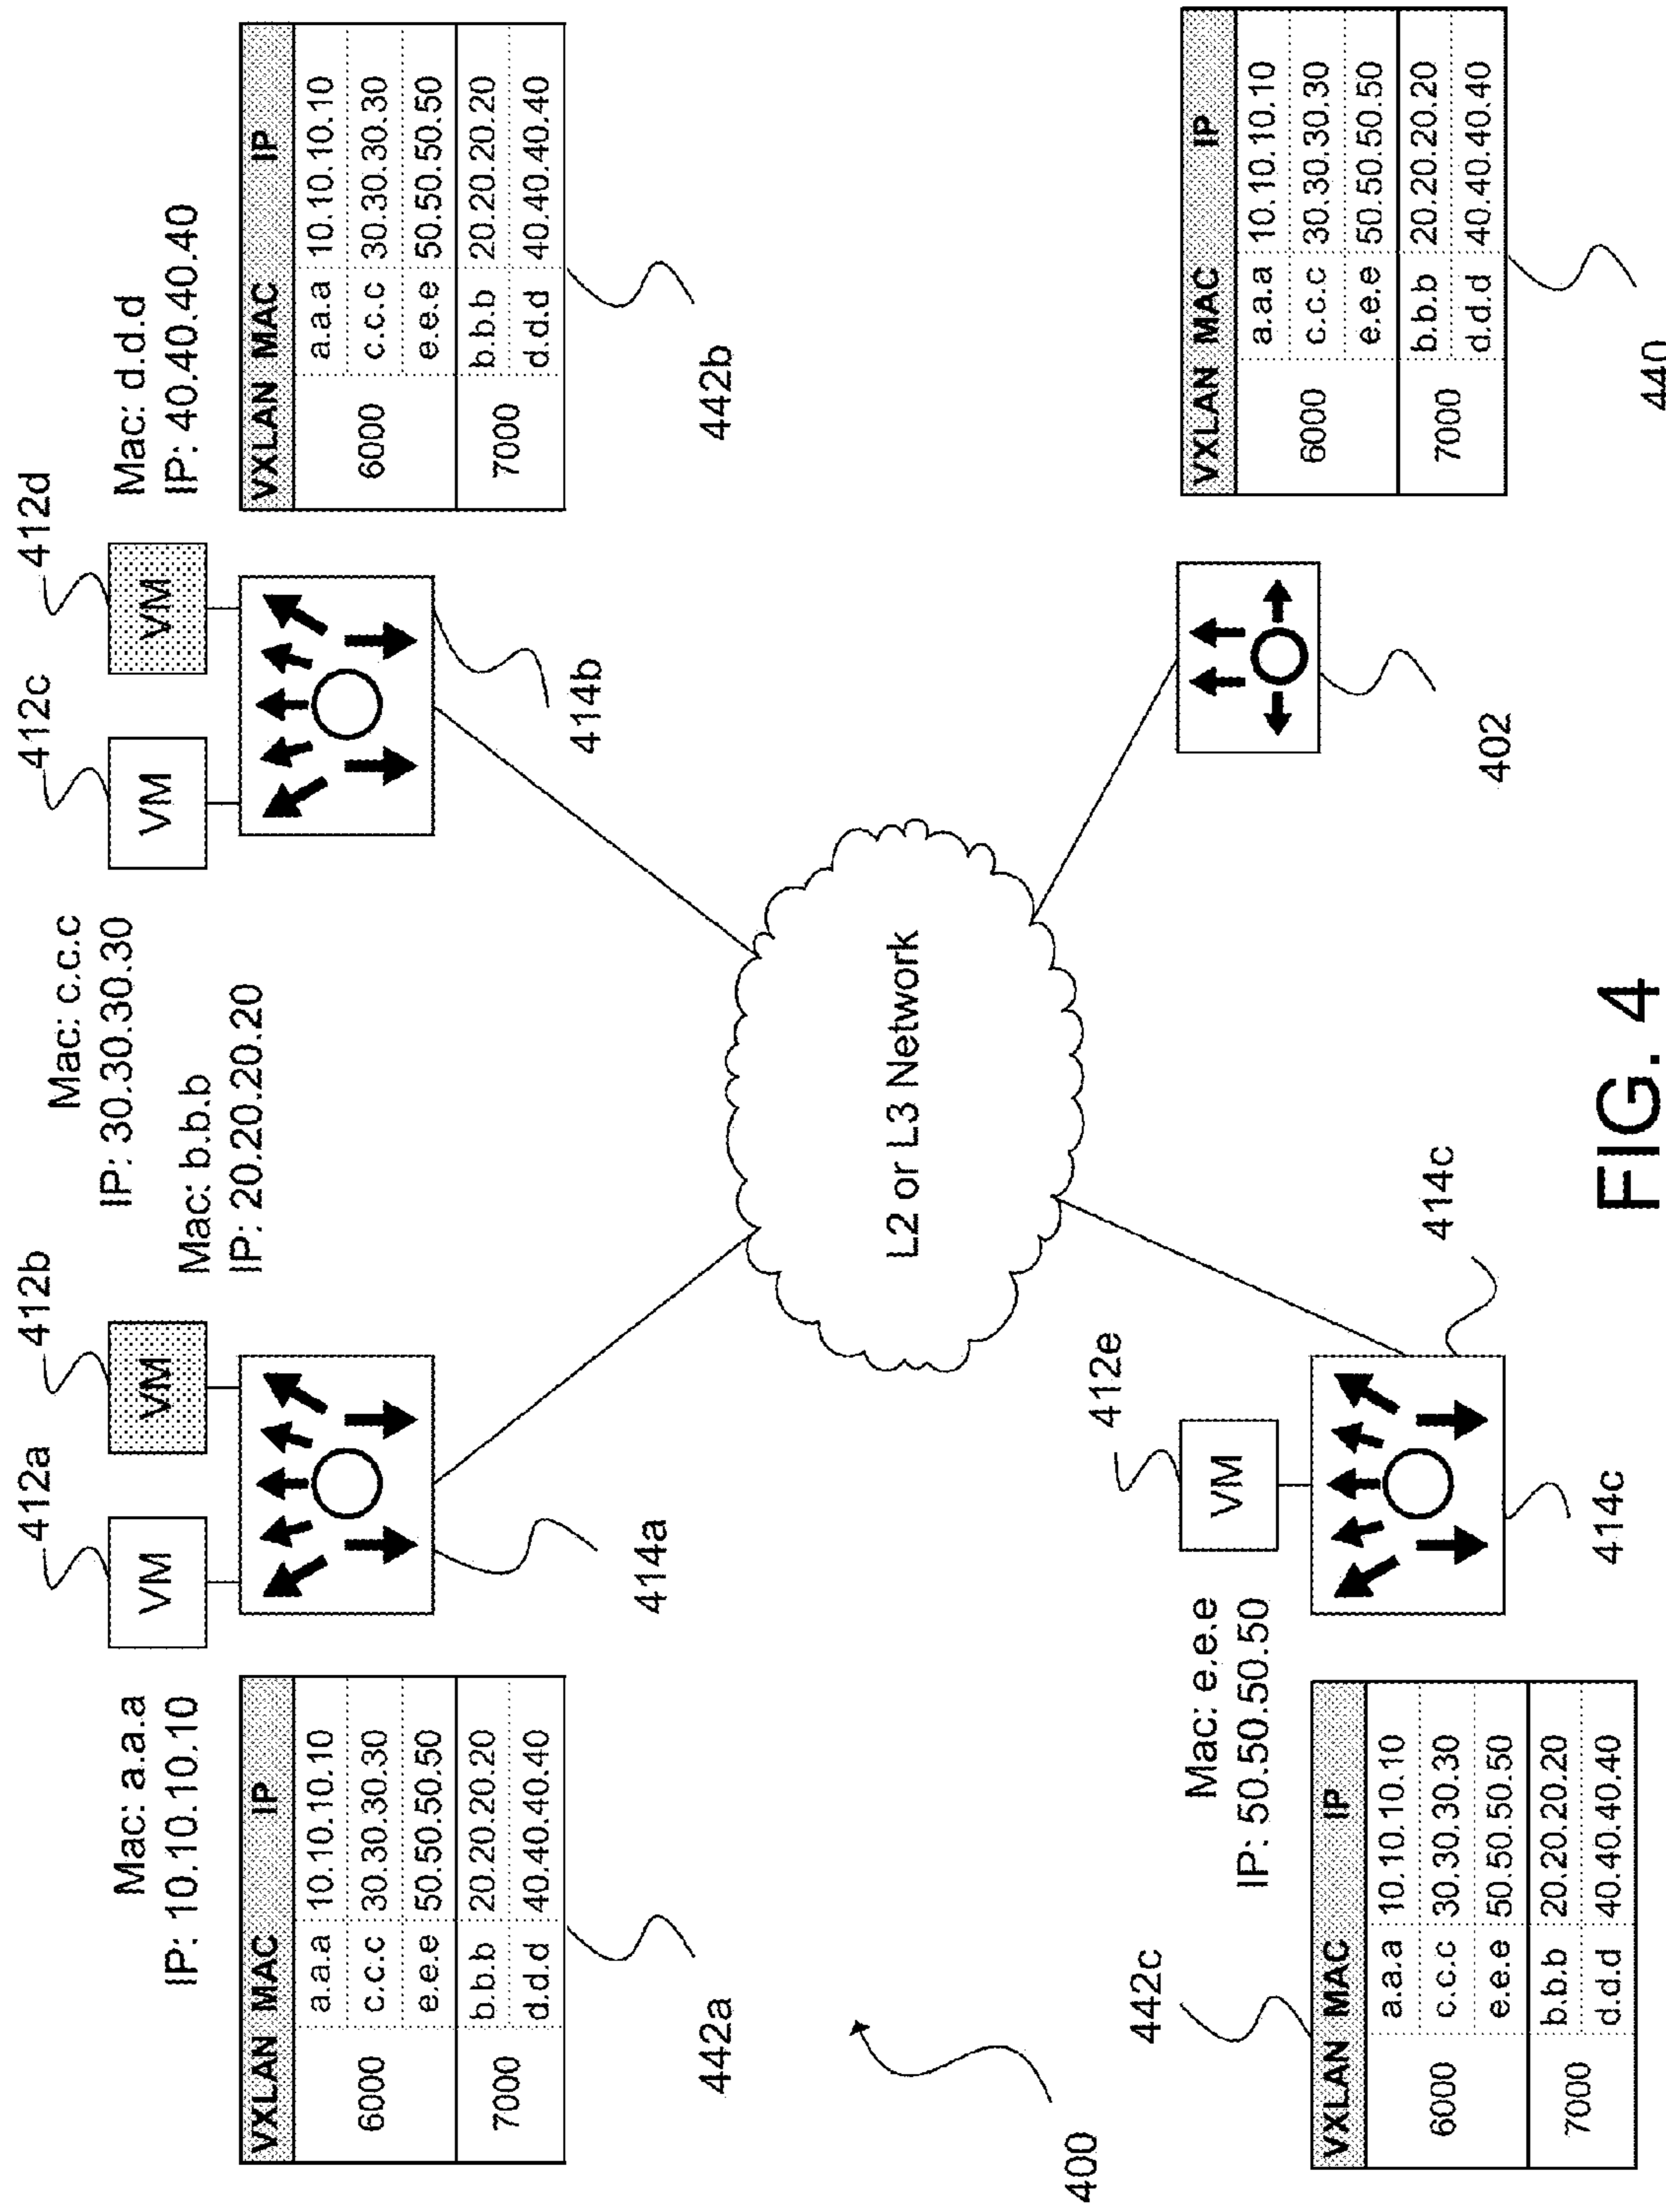 412a
412b
412c
412d
Mac: a.a.a
IP: 10.10.10.10
VM
VM
Mac: c.c.c
IP: 30.30.30.30
Mac: b.b.b
IP: 20.20.20.20
VM
VM
Mac: d.d.d
IP: 40.40.40.40
VXLAN MAC IP
6000 a.a.a 10.10.10.10
c.c.c 30.30.30.30
e.e.e 50.50.50.50
7000 b.b.b 20.20.20.20
d.d.d 40.40.40.40
442a
414a
414b
VXLAN MAC IP
6000 a.a.a 10.10.10.10
c.c.c 30.30.30.30
e.e.e 50.50.50.50
7000 b.b.b 20.20.20.20
d.d.d 40.40.40.40
442b
L2 or L3 Network
400
442c
Mac: e.e.e
IP: 50.50.50.50
412e
VM
VXLAN MAC IP
6000 a.a.a 10.10.10.10
c.c.c 30.30.30.30
e.e.e 50.50.50.50
7000 b.b.b 20.20.20.20
d.d.d 40.40.40.40
414c
414c
402
VXLAN MAC IP
6000 a.a.a 10.10.10.10
c.c.c 30.30.30.30
e.e.e 50.50.50.50
7000 b.b.b 20.20.20.20
d.d.d 40.40.40.40
440
FIG. 4